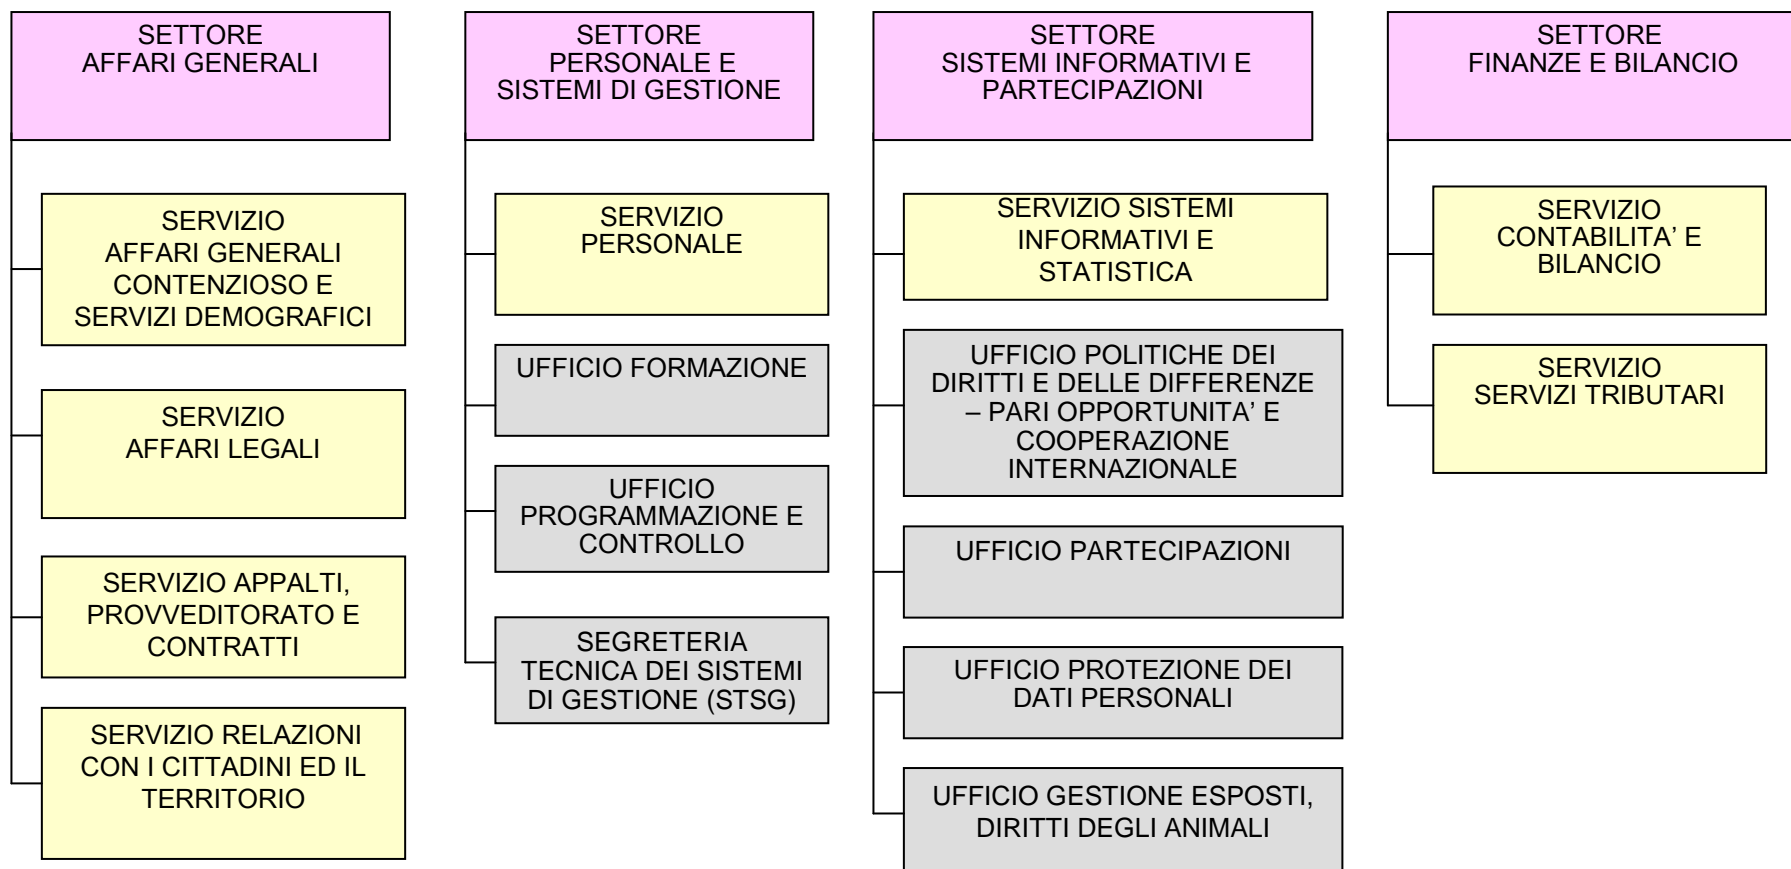 SETTORE
AFFARI GENERALI
SERVIZIO
AFFARI GENERALI
CONTENZIOSO E
SERVIZI DEMOGRAFICI
SERVIZIO
AFFARI LEGALI
SERVIZIO APPALTI,
PROVVEDITORATO E
CONTRATTI
SERVIZIO RELAZIONI
CON I CITTADINI ED IL
TERRITORIO
SETTORE
PERSONALE E
SISTEMI DI GESTIONE
SERVIZIO
PERSONALE
UFFICIO FORMAZIONE
UFFICIO
PROGRAMMAZIONE E
CONTROLLO
SEGRETERIA
TECNICA DEI SISTEMI
DI GESTIONE (STSG)
SETTORE
SISTEMI INFORMATIVI E
PARTECIPAZIONI
SERVIZIO SISTEMI
INFORMATIVI E
STATISTICA
UFFICIO POLITICHE DEI
DIRITTI E DELLE DIFFERENZE
– PARI OPPORTUNITA’ E
COOPERAZIONE
INTERNAZIONALE
UFFICIO PARTECIPAZIONI
UFFICIO PROTEZIONE DEI
DATI PERSONALI
UFFICIO GESTIONE ESPOSTI,
DIRITTI DEGLI ANIMALI
SETTORE
FINANZE E BILANCIO
SERVIZIO
CONTABILITA’ E
BILANCIO
SERVIZIO
SERVIZI TRIBUTARI